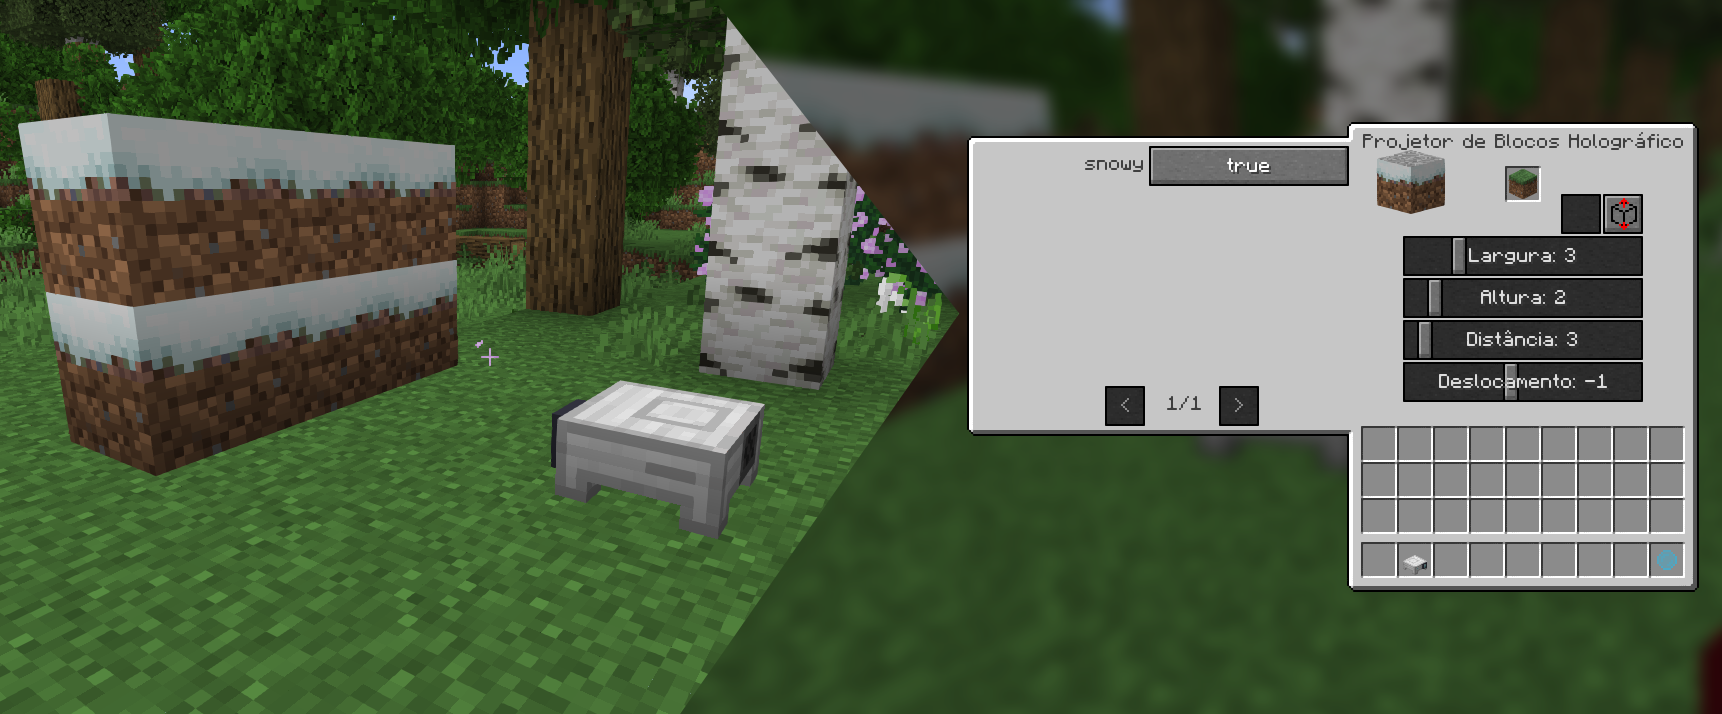 Projetor de Blocos Holográfico
snowy
true
Largura: 3
Altura: 2
Distância: 3
Deslocamento: -1
< 1/1 >